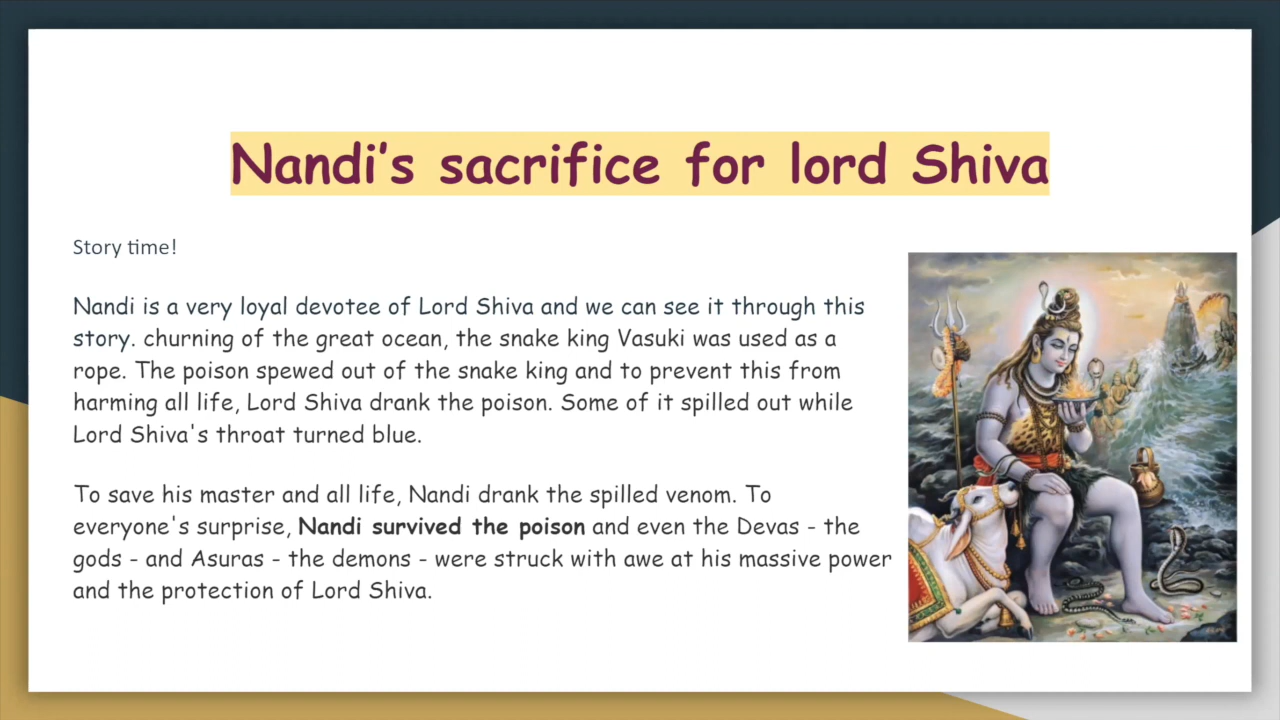 Nandi's sacrifice for lord Shiva
Story time!
Nandi is a very loyal devotee of Lord Shiva and we can see it through this
story. churning of the great ocean, the snake king Vasuki was used as a
rope. The poison spewed out of the snake king and to prevent this from
harming all life, Lord Shiva drank the poison. Some of it spilled out while
Lord Shiva's throat turned blue.
To save his master and all life, Nandi drank the spilled venom. To
everyone's surprise, Nandi survived the poison and even the Devas - the
gods - and Asuras - the demons - were struck with awe at his massive power
and the protection of Lord Shiva.